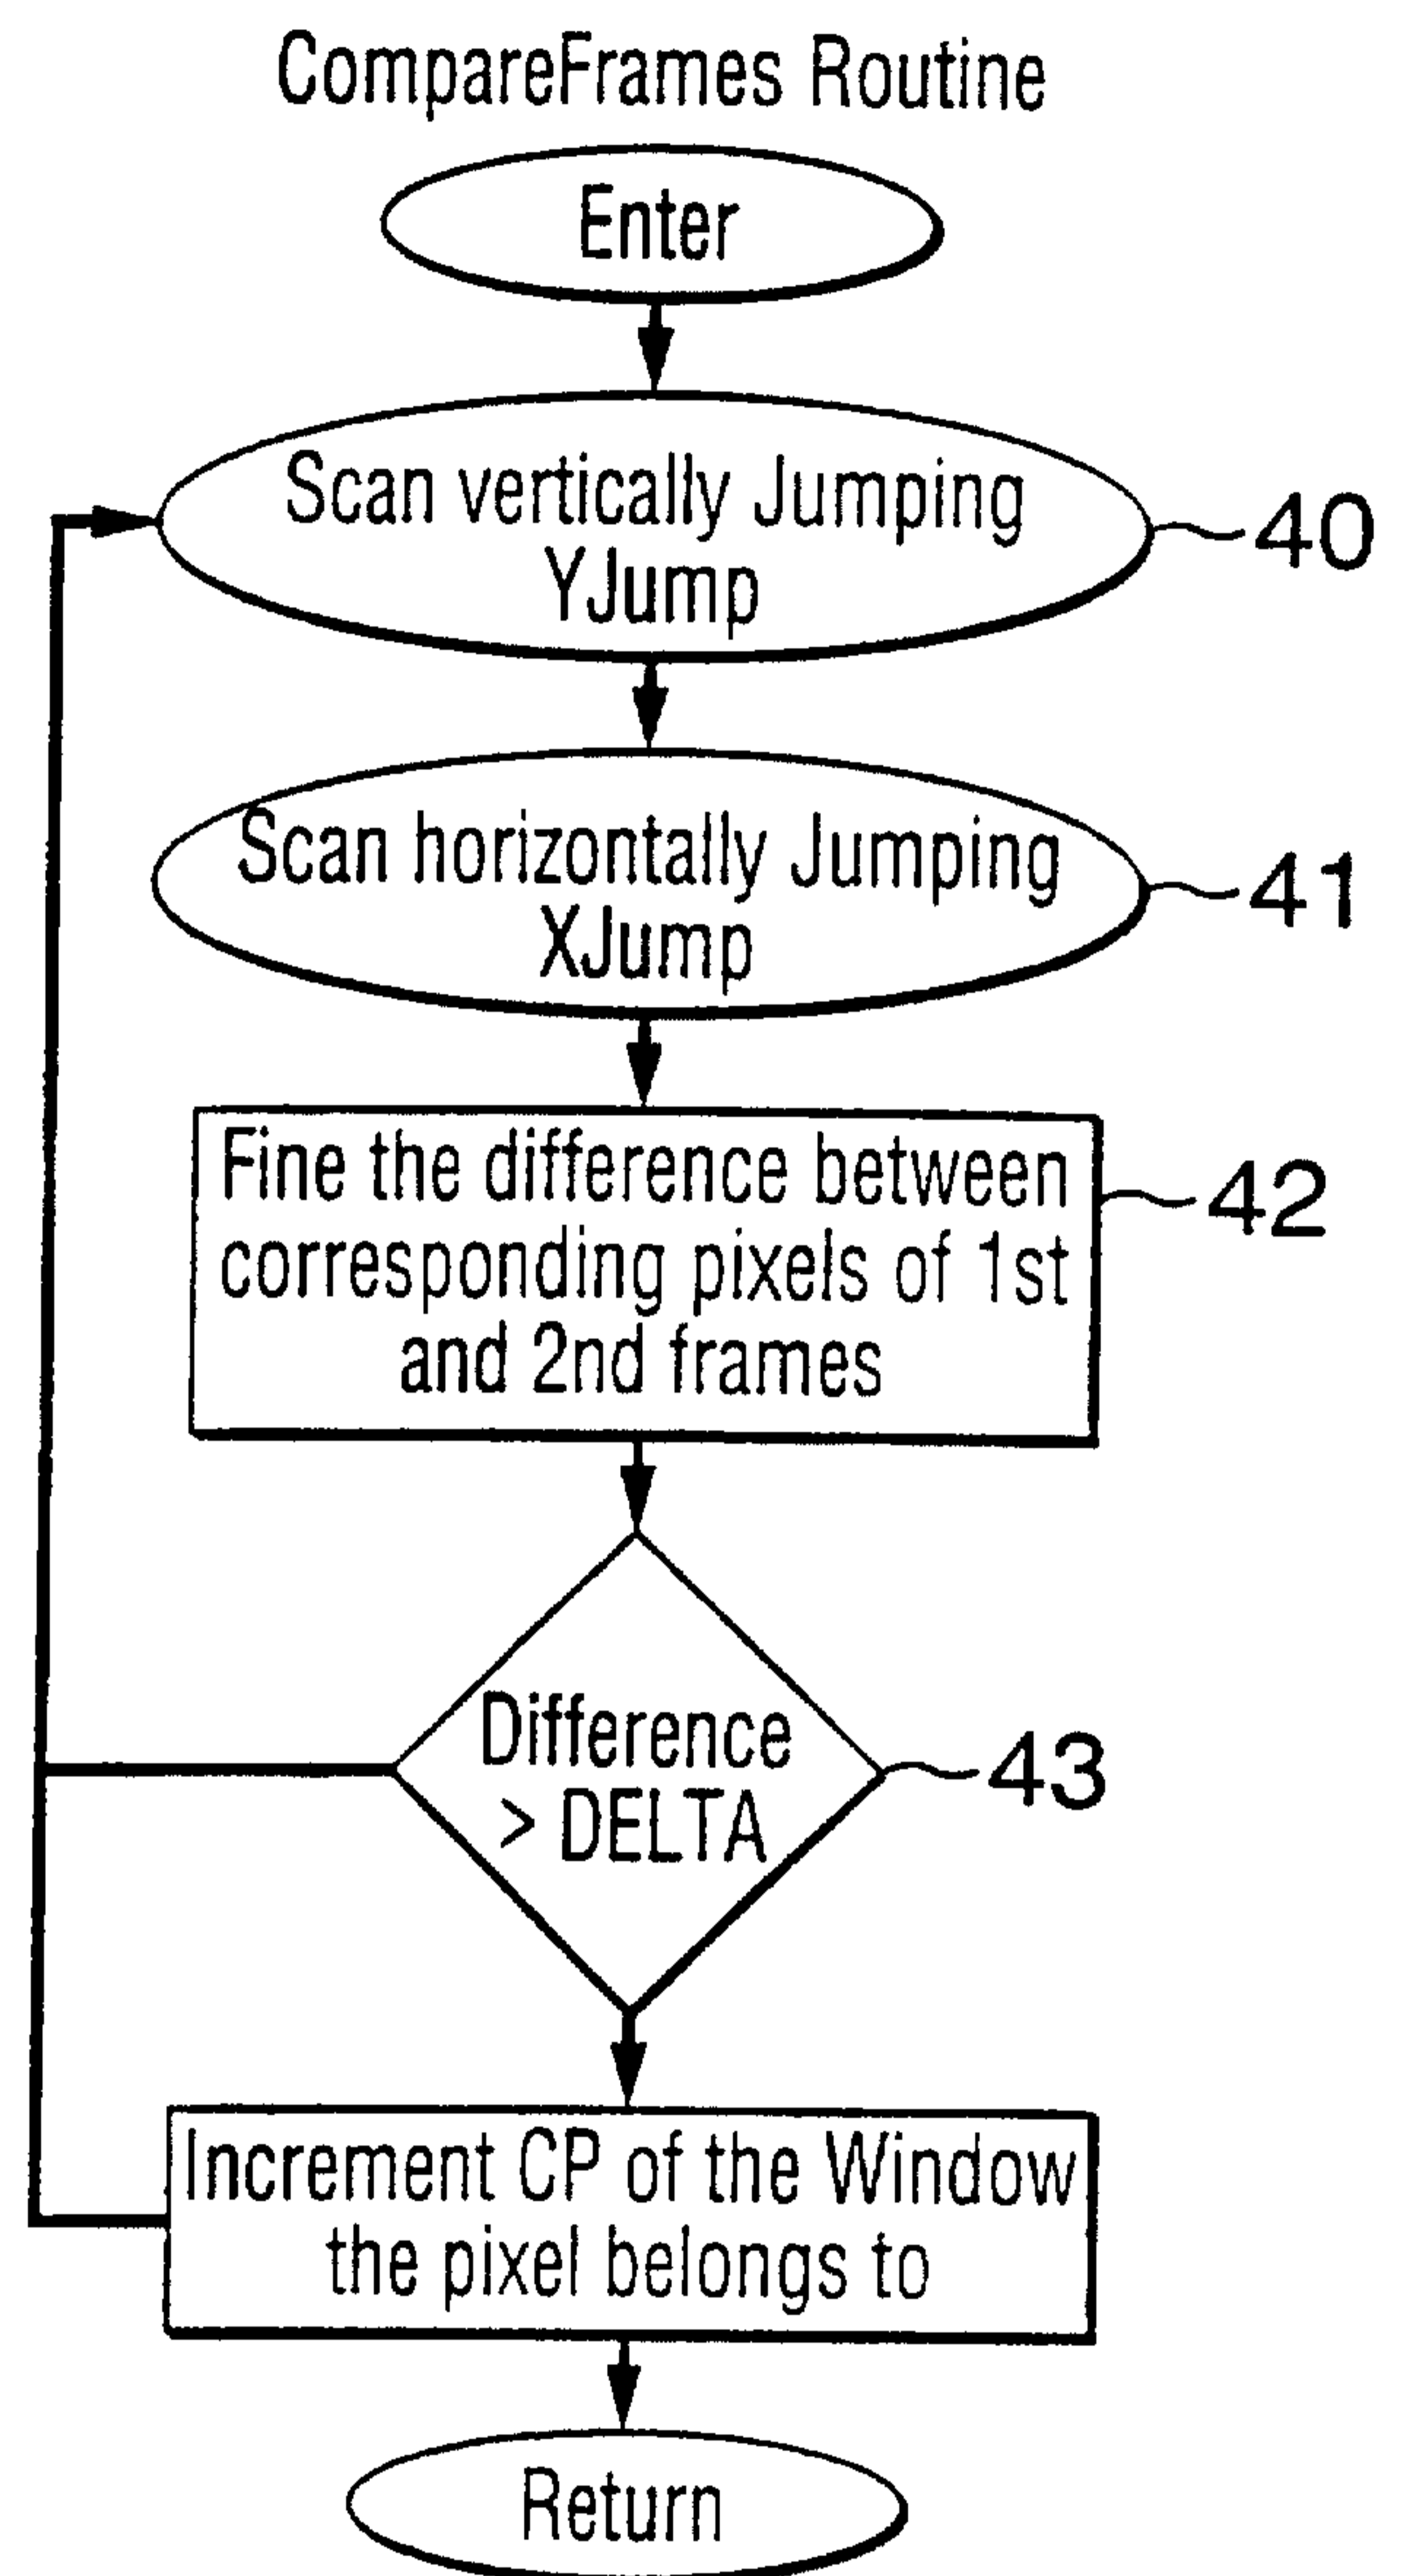 CompareFrames Routine
Enter
Scan vertically Jumping
YJump
40
Scan horizontally Jumping
XJump
41
Fine the difference between
corresponding pixels of 1st
and 2nd frames
42
Difference
> DELTA
43
Increment CP of the Window
the pixel belongs to
Return